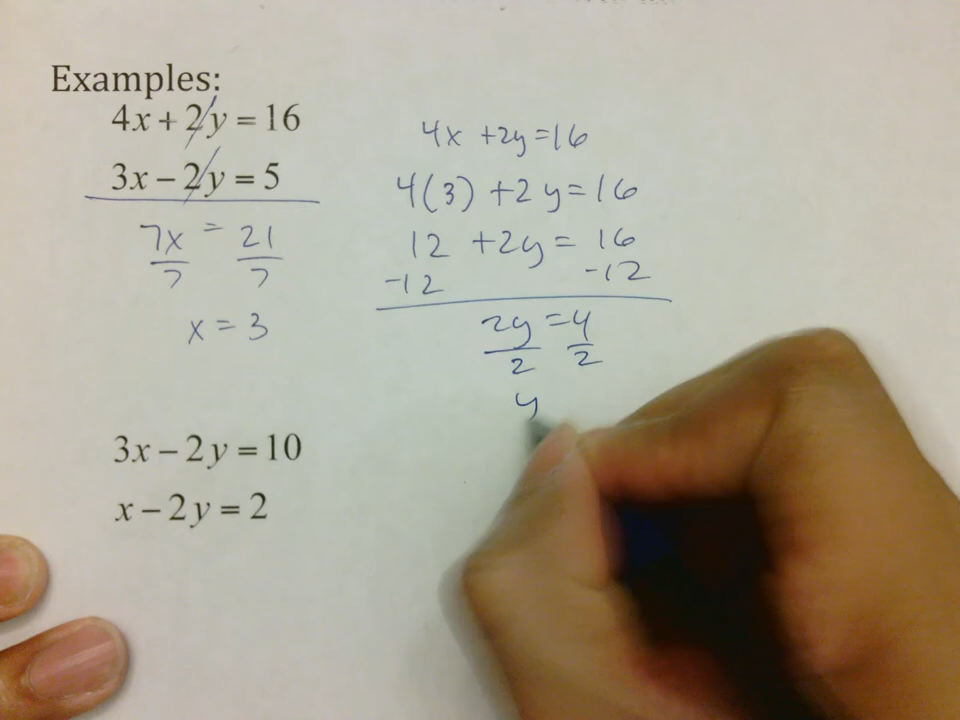 Examples:
4x + 2y = 16
3x − 2y = 5
7x = 21
7 7
x = 3
4x +2y=16
4(3) +2y=16
12 +2y = 16
-12 -12
2y = 4
2 2
y
3x − 2y = 10
x − 2y = 2